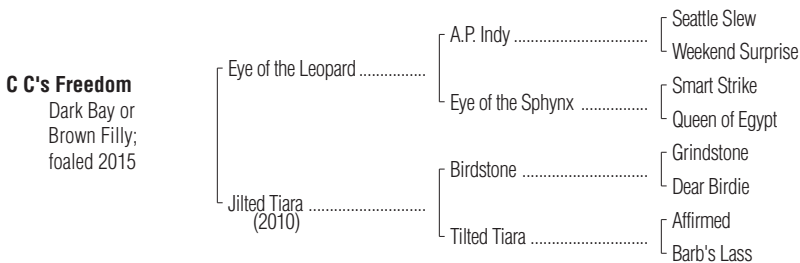 Seattle Slew
A.P. Indy ..................................
Weekend Surprise
Eye of the Leopard .................
C C's Freedom
Smart Strike
Dark Bay or
Eye of the Sphynx .................
Brown Filly;
Queen of Egypt
foaled 2015
Grindstone
Birdstone ................................
Dear Birdie
Jilted Tiara .............................
(2010)
Affirmed
Tilted Tiara ..............................
Barb's Lass